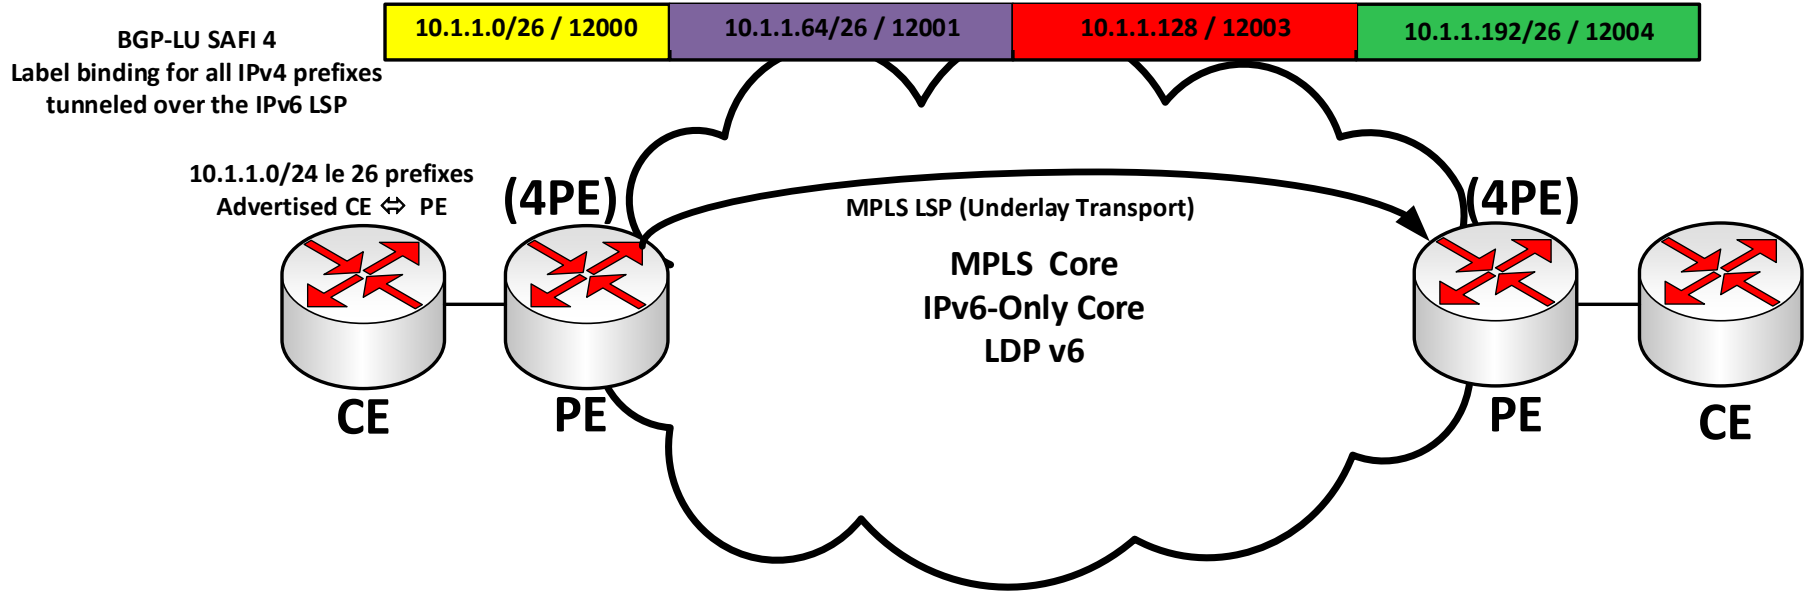 10.1.1.0/26 / 12000
10.1.1.64/26 / 12001
10.1.1.128 / 12003
10.1.1.192/26 / 12004
BGP-LU SAFI 4
Label binding for all IPv4 prefixes
tunneled over the IPv6 LSP
10.1.1.0/24 le 26 prefixes
Advertised CE ⇔ PE
(4PE)
MPLS LSP (Underlay Transport)
(4PE)
MPLS Core
IPv6-Only Core
LDP v6
CE
PE
PE
CE